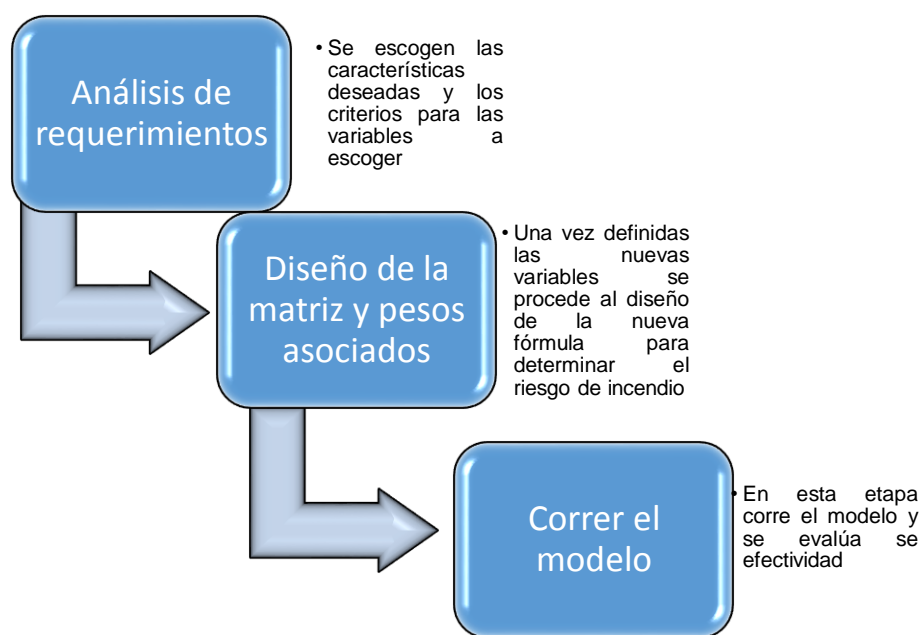 Análisis de
requerimientos
• Se escogen las
características
deseadas y los
criterios para las
variables a
escoger
Diseño de la
matriz y pesos
asociados
• Una vez definidas
las nuevas
variables se
procede al diseño
de la nueva
fórmula para
determinar el
riesgo de incendio
Correr el
modelo
• En esta etapa
corre el modelo y
se evalúa se
efectividad